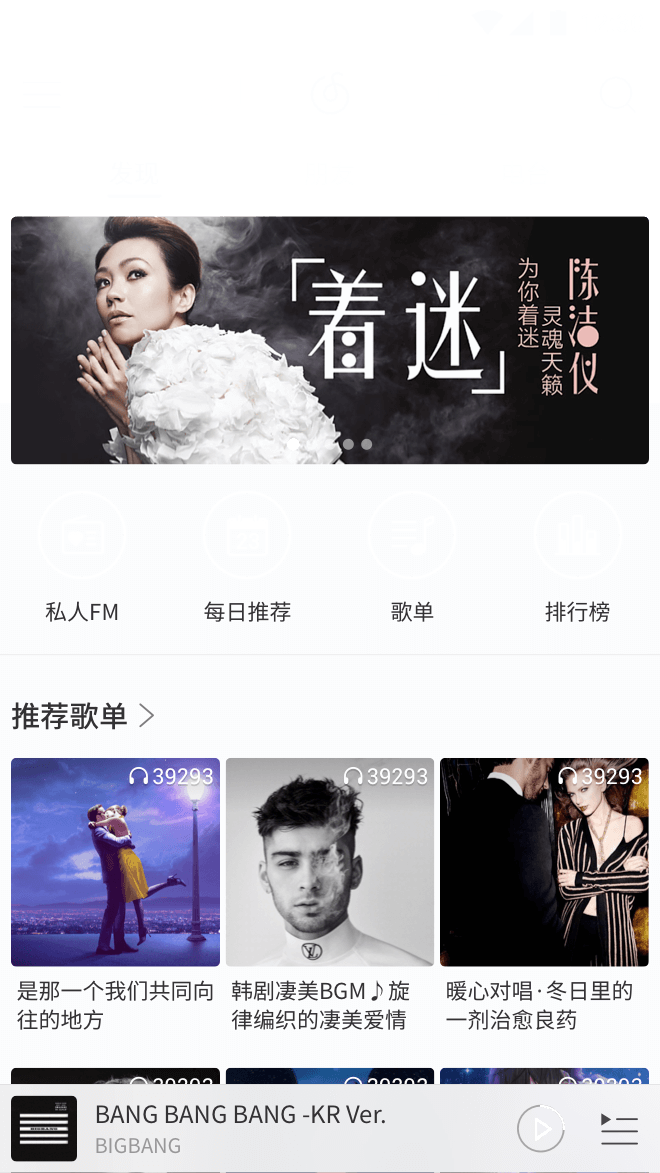 着迷
为你着迷
灵魂天籁
陈洁仪
私人FM
每日推荐
歌单
排行榜
推荐歌单
39293
39293
39293
是那一个我们共同向
往的地方
韩剧凄美BGM♪旋
律编织的凄美爱情
暖心对唱·冬日里的
一剂治愈良药
39293
39293
39293
BANG BANG BANG -KR Ver.
BIGBANG